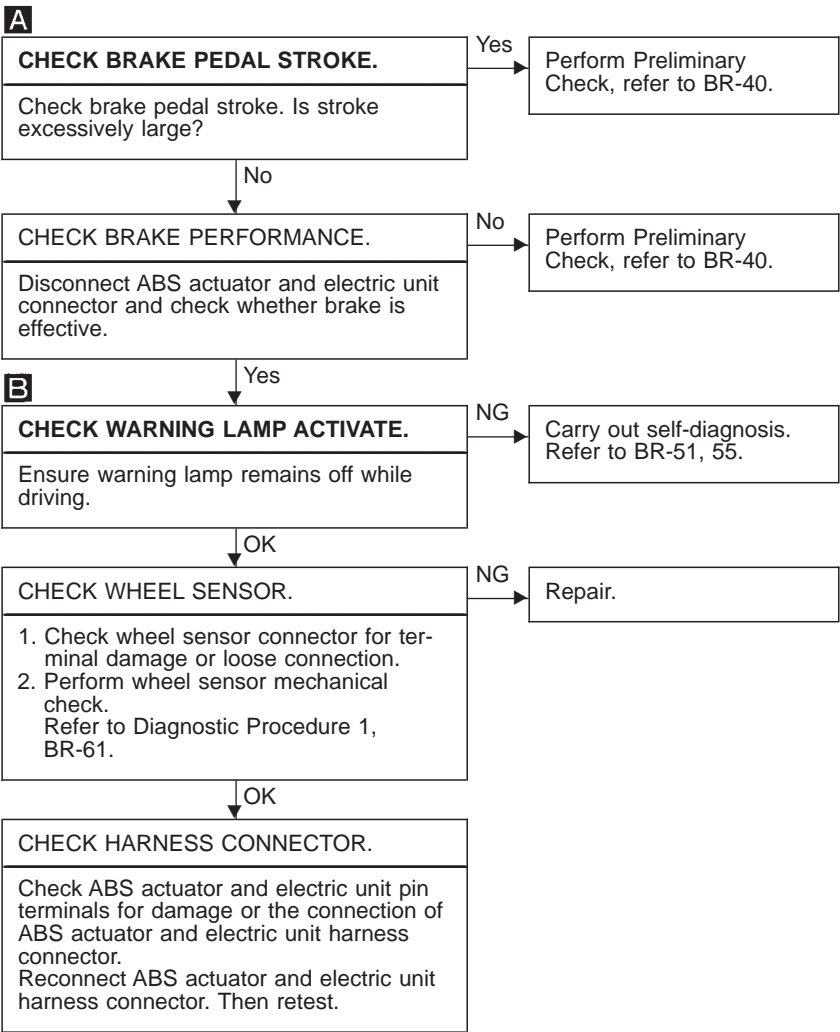 A
CHECK BRAKE PEDAL STROKE.
Check brake pedal stroke. Is stroke
excessively large?
Yes
Perform Preliminary
Check, refer to BR-40.
No
CHECK BRAKE PERFORMANCE.
Disconnect ABS actuator and electric unit
connector and check whether brake is
effective.
No
Perform Preliminary
Check, refer to BR-40.
Yes
B
CHECK WARNING LAMP ACTIVATE.
Ensure warning lamp remains off while
driving.
NG
Carry out self-diagnosis.
Refer to BR-51, 55.
OK
CHECK WHEEL SENSOR.
1. Check wheel sensor connector for ter-
minal damage or loose connection.
2. Perform wheel sensor mechanical
check.
Refer to Diagnostic Procedure 1,
BR-61.
NG
Repair.
OK
CHECK HARNESS CONNECTOR.
Check ABS actuator and electric unit pin
terminals for damage or the connection of
ABS actuator and electric unit harness
connector.
Reconnect ABS actuator and electric unit
harness connector. Then retest.